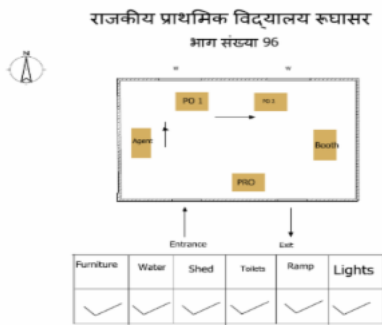 राजकीय प्राथमिक विद्यालय रूघासर
भाग संख्या 96
N
W W
PO 1 PO 2
Agent Booth
PRO
Entrance Exit
Furniture Water Shed Toilets Ramp Lights